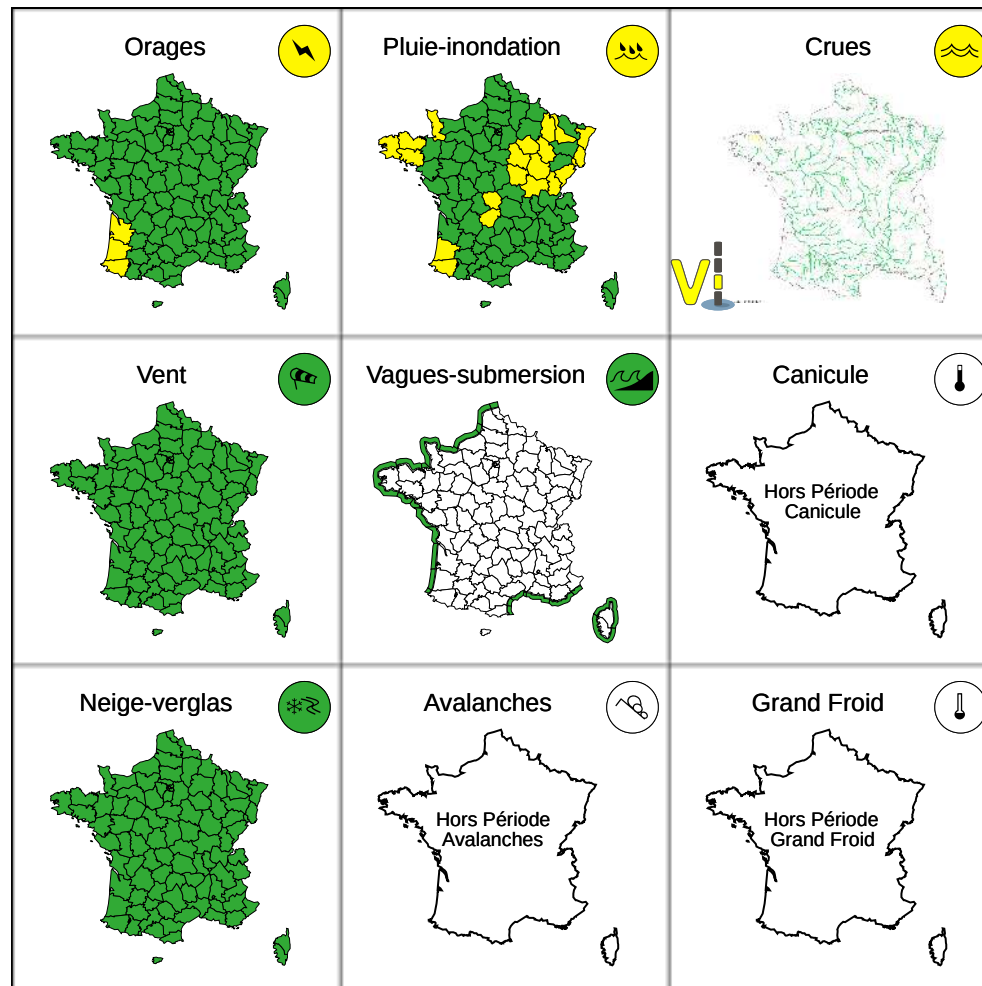 Orages
Pluie-inondation
Crues
Vi
Vent
Vagues-submersion
Canicule
Hors Période
Canicule
Neige-verglas
Avalanches
Grand Froid
Hors Période
Avalanches
Hors Période
Grand Froid